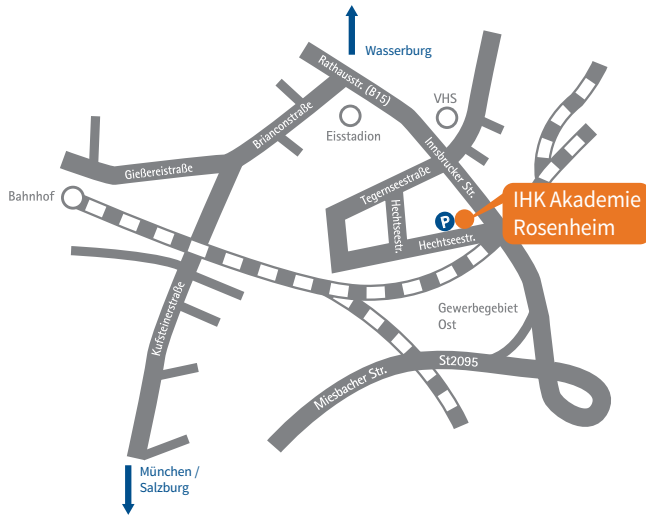 Wasserburg
Rathausstr. (B15)
VHS
Brianconstraße
Eisstadion
Innsbrucker Str.
Gießereistraße
Tegernseestraße
Bahnhof
Hechtseestr.
P
IHK Akademie
Rosenheim
Hechtseestr.
Kufsteinerstraße
Gewerbegebiet
Ost
St2095
Miesbacher Str.
München /
Salzburg